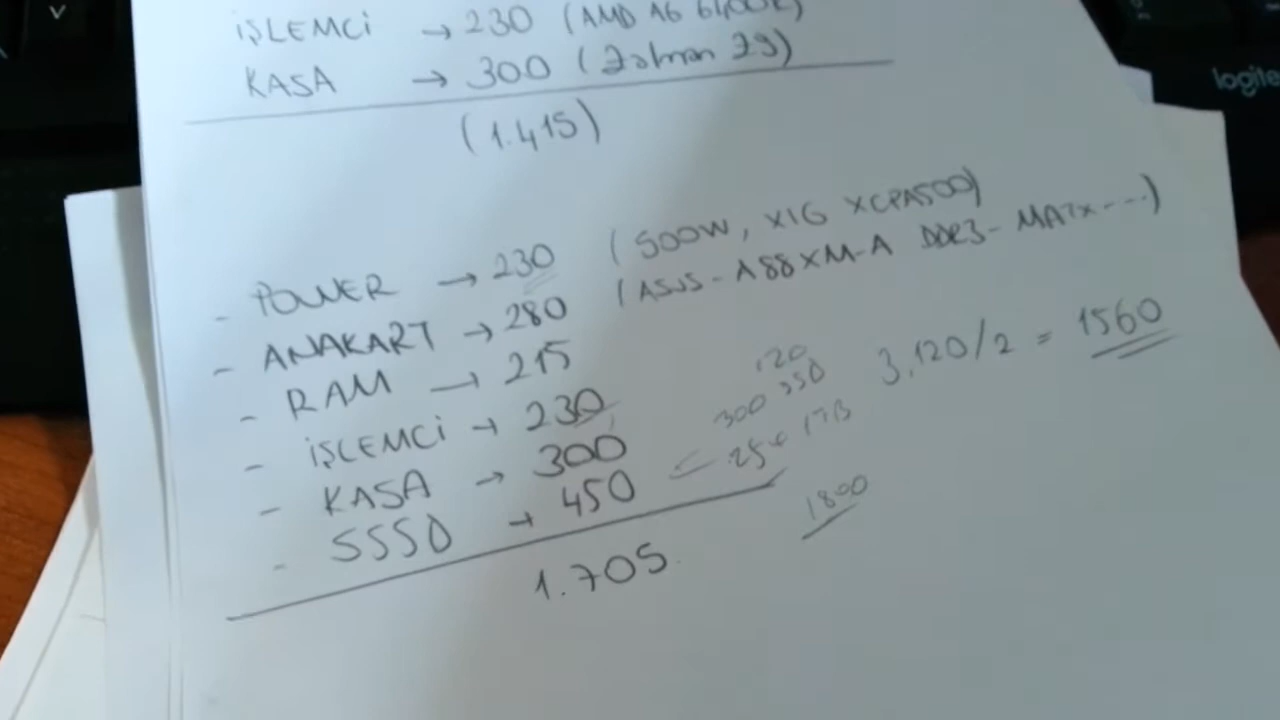 İŞLEMCİ → 230 (AMD A6 6400K)
KASA → 300 (Zalman Z9)
(1.415)
- POWER → 230 (500W, XIG XCPA500)
- ANAKART → 280 (ASUS-A88XM-A DDR3-MATX----)
- RAM → 215
- İŞLEMCİ → 230
- KASA → 300
- SSSD → 450
1.705
120
300 350
250 1TB
3,120/2 = 1560
1800
logite